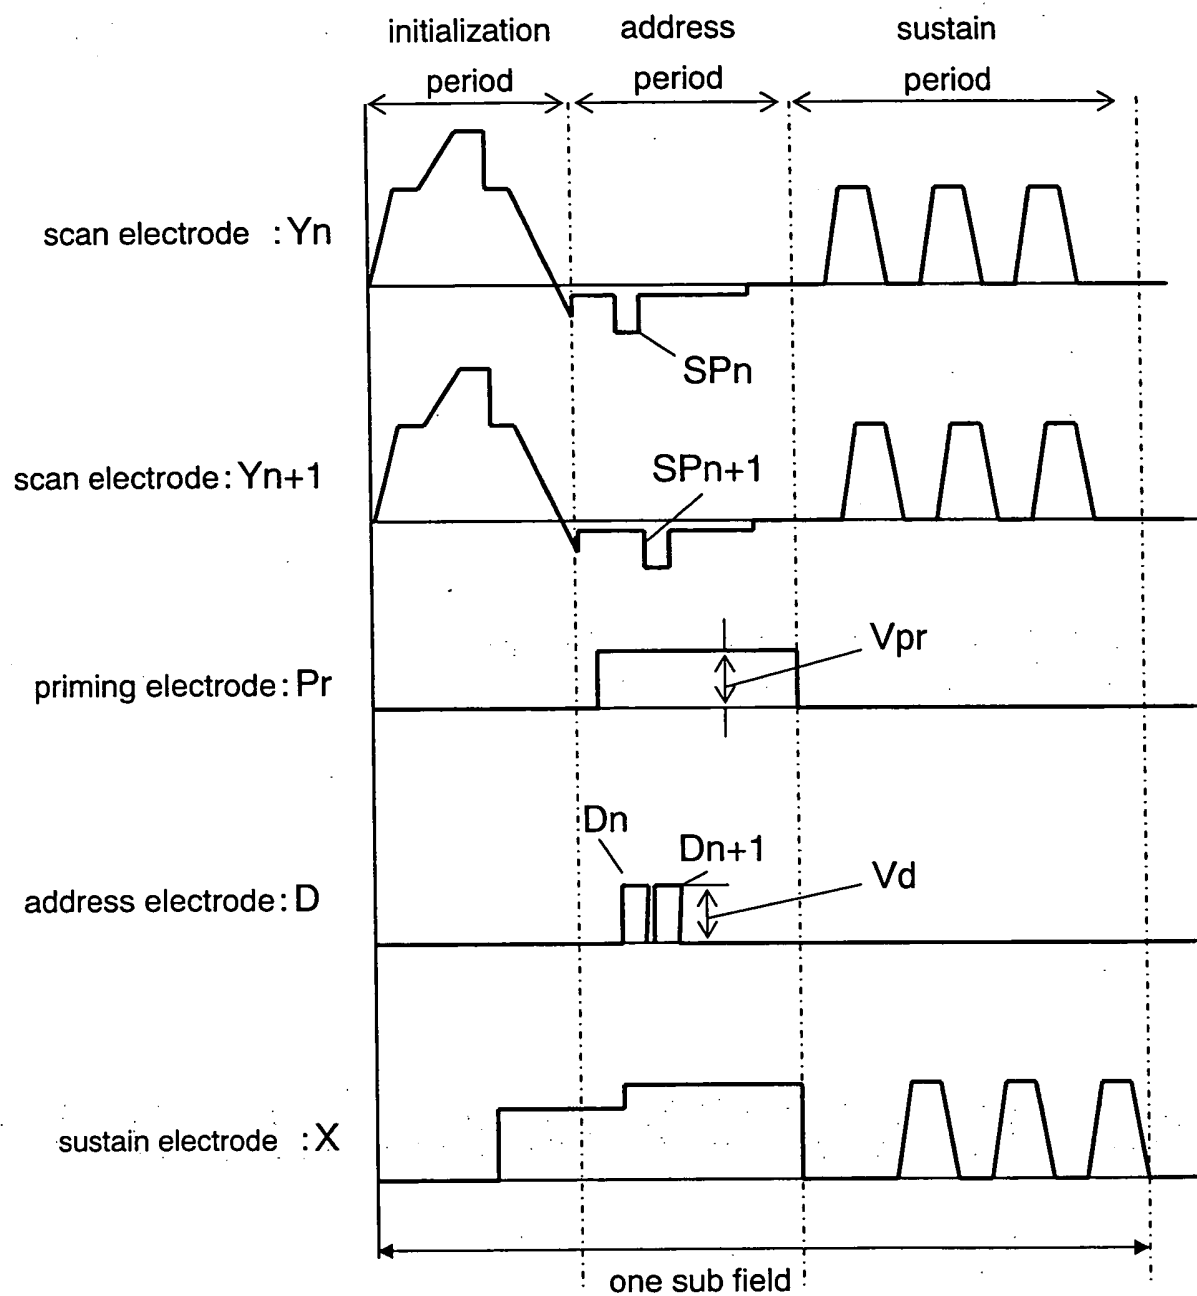 initialization period
address period
sustain period
scan electrode : Yn
SPn
scan electrode: Yn+1
SPn+1
priming electrode: Pr
Vpr
address electrode: D
Dn
Dn+1
Vd
sustain electrode : X
one sub field